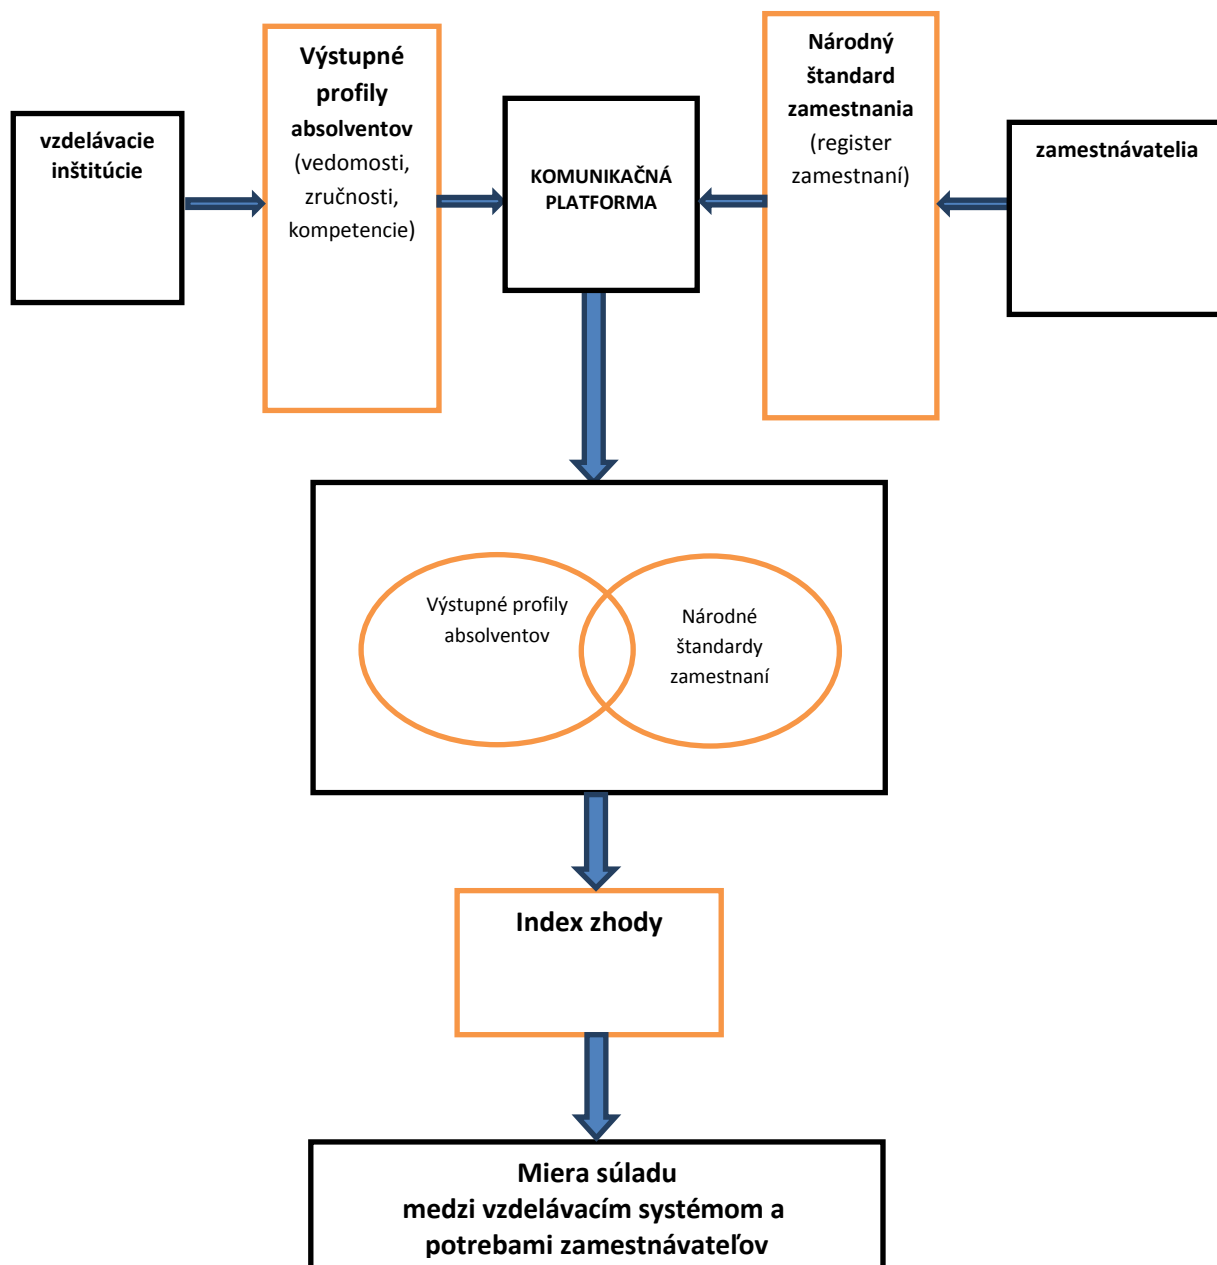 vzdelávacie
inštitúcie
Výstupné
profily
absolventov
(vedomosti,
zručnosti,
kompetencie)
KOMUNIKAČNÁ
PLATFORMA
Národný
štandard
zamestnania
(register
zamestnaní)
zamestnávatelia
Výstupné profily
absolventov
Národné
štandardy
zamestnaní
Index zhody
Miera súladu
medzi vzdelávacím systémom a
potrebami zamestnávateľov